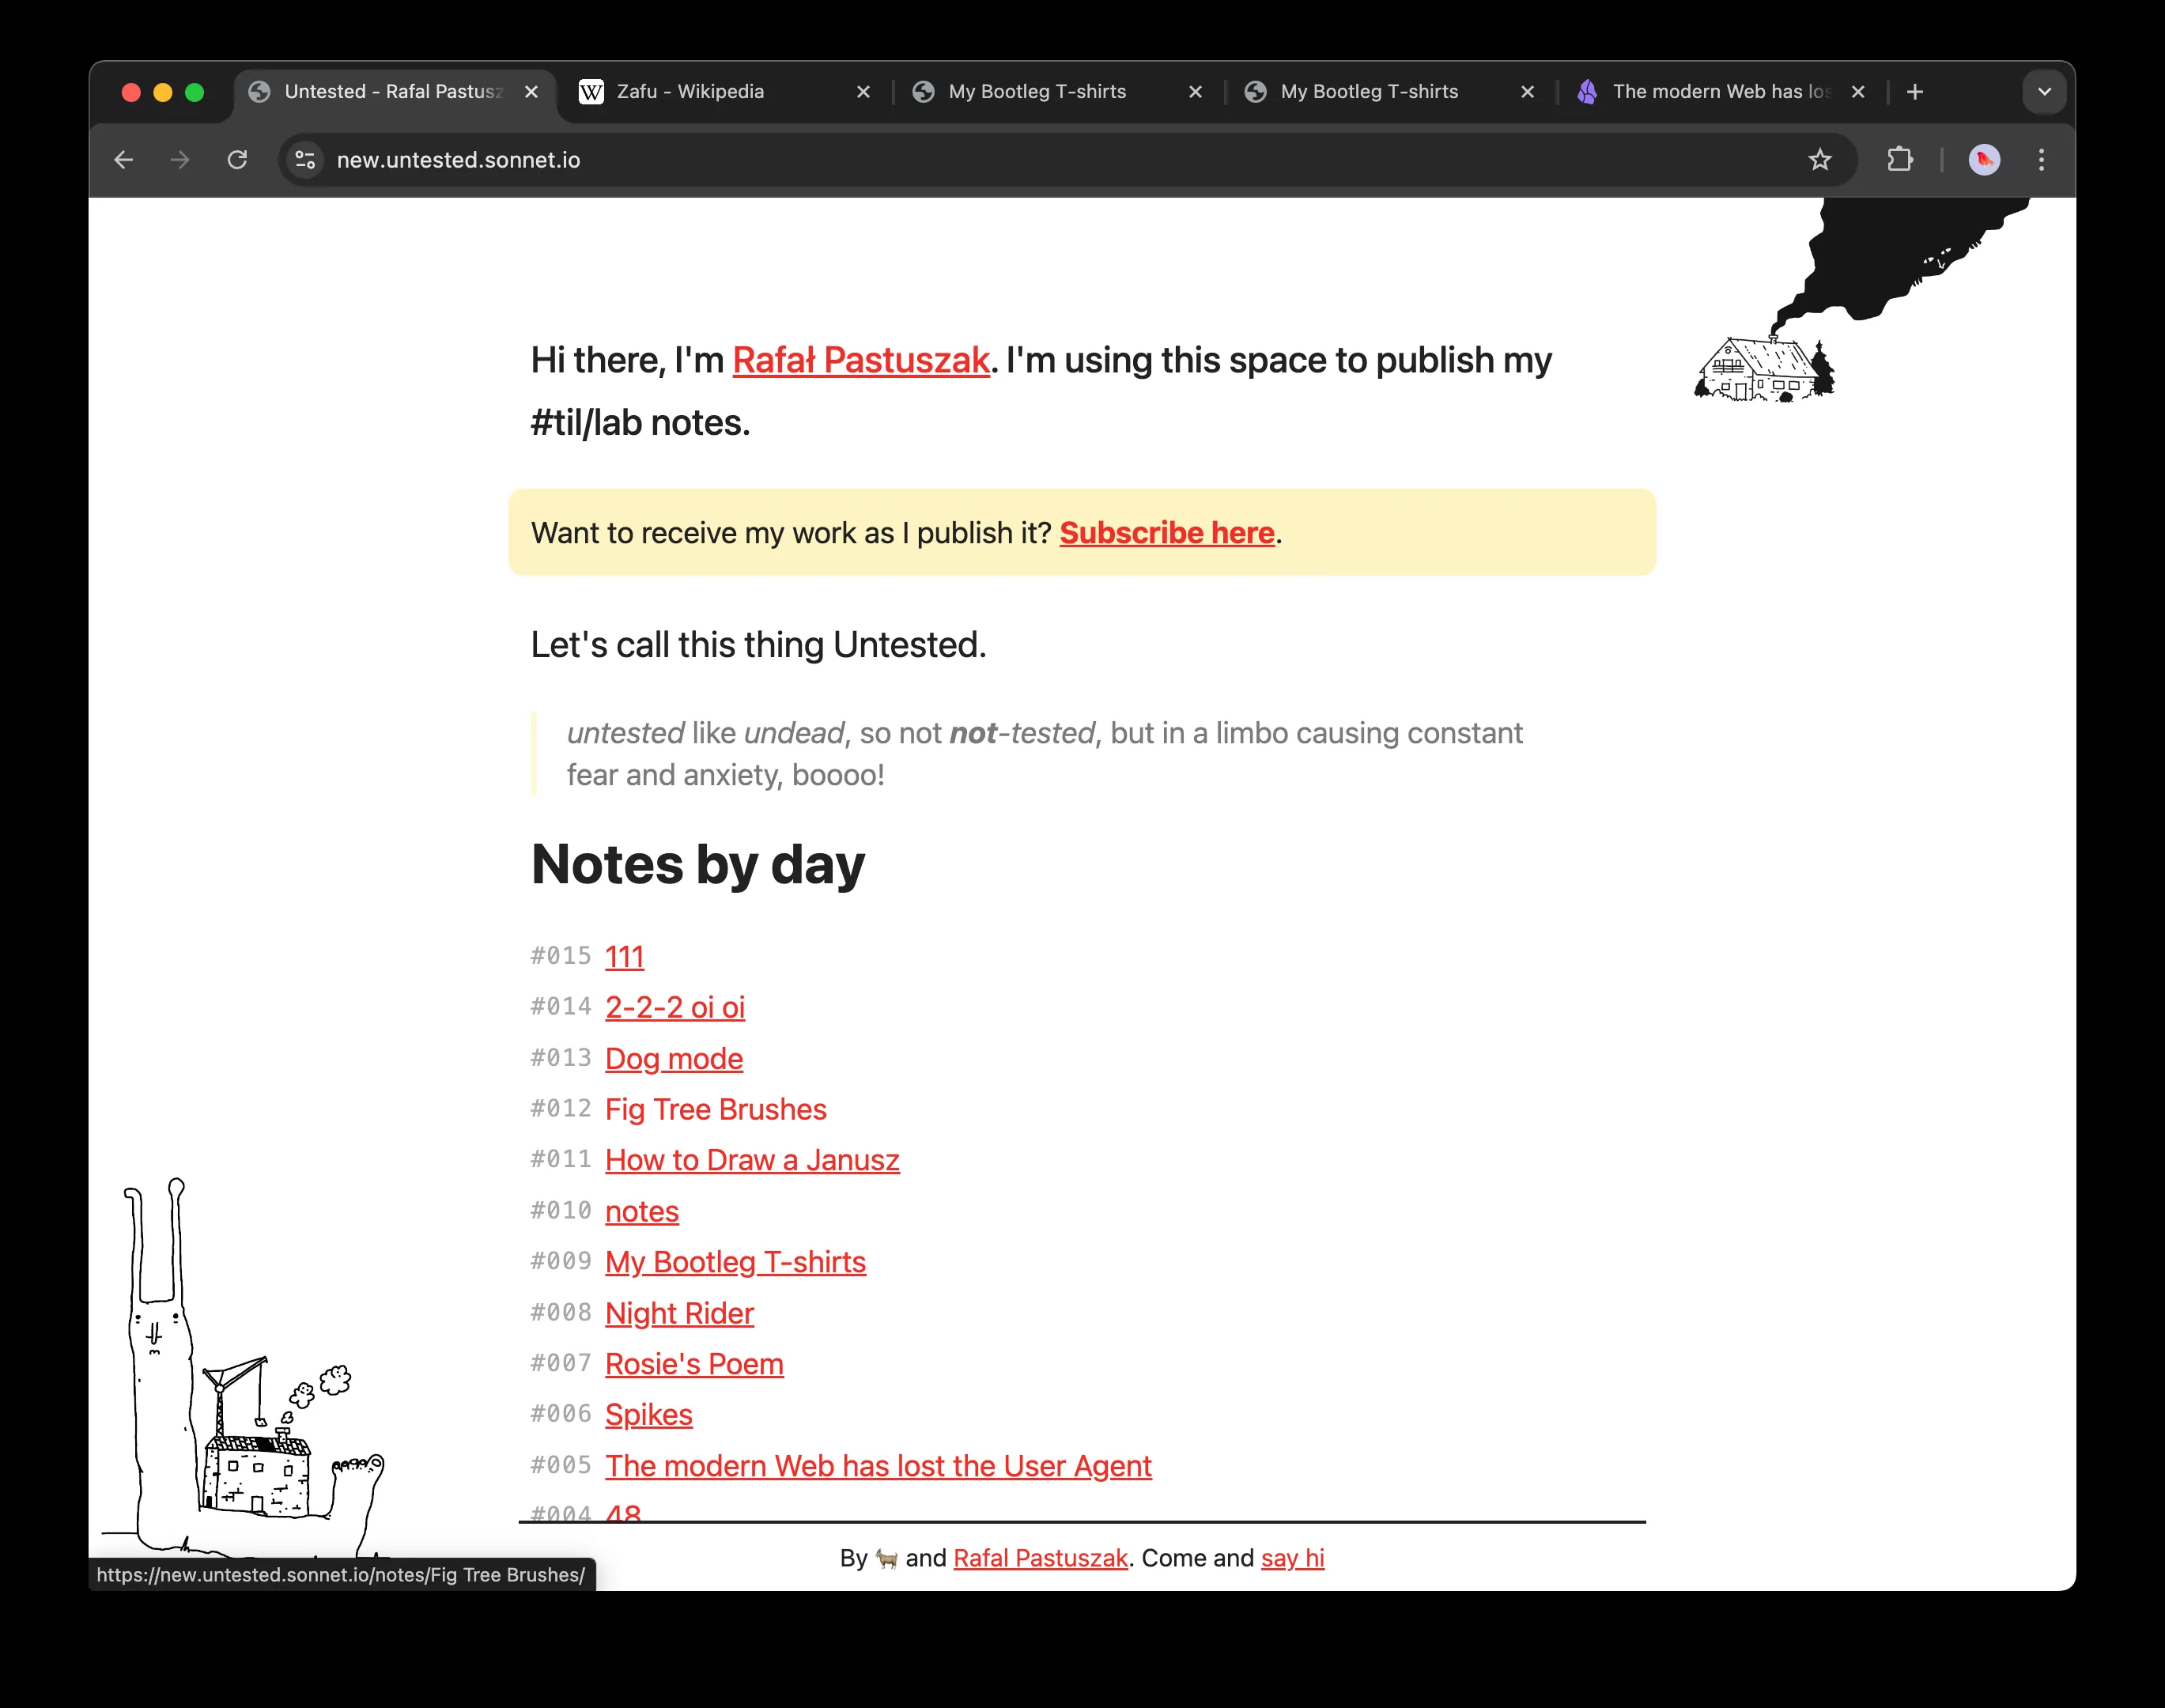 Untested - Rafal Pastusz
Zafu - Wikipedia
My Bootleg T-shirts
My Bootleg T-shirts
The modern Web has los
new.untested.sonnet.io
Hi there, I'm Rafał Pastuszak. I'm using this space to publish my
#til/lab notes.
Want to receive my work as I publish it? Subscribe here.
Let's call this thing Untested.
untested like undead, so not not-tested, but in a limbo causing constant
fear and anxiety, boooo!
Notes by day
#015 111
#014 2-2-2 oi oi
#013 Dog mode
#012 Fig Tree Brushes
#011 How to Draw a Janusz
#010 notes
#009 My Bootleg T-shirts
#008 Night Rider
#007 Rosie's Poem
#006 Spikes
#005 The modern Web has lost the User Agent
#004 48
By 🐐 and Rafal Pastuszak. Come and say hi
https://new.untested.sonnet.io/notes/Fig Tree Brushes/